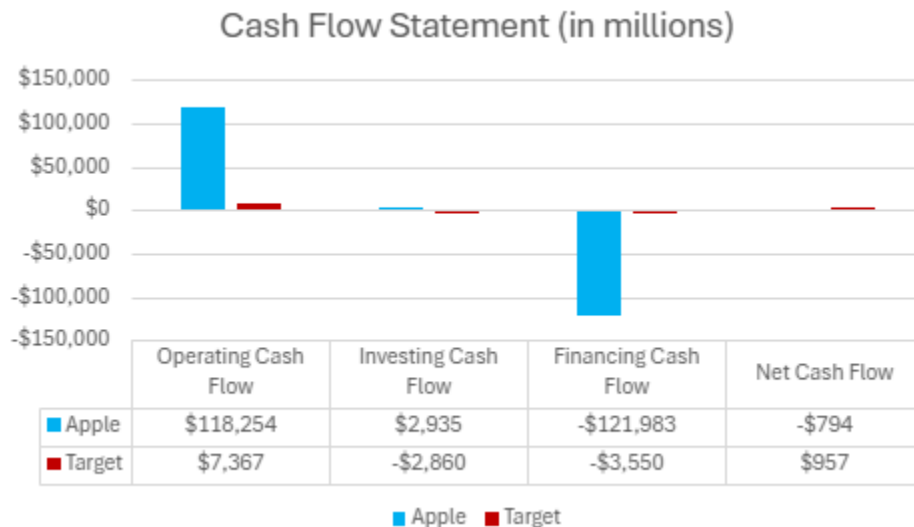 Cash Flow Statement (in millions)
$150,000
$100,000
$50,000
$0
-$50,000
-$100,000
-$150,000
Operating Cash Flow Investing Cash Flow Financing Cash Flow Net Cash Flow
Apple $118,254 $2,935 -$121,983 -$794
Target $7,367 -$2,860 -$3,550 $957
Apple Target